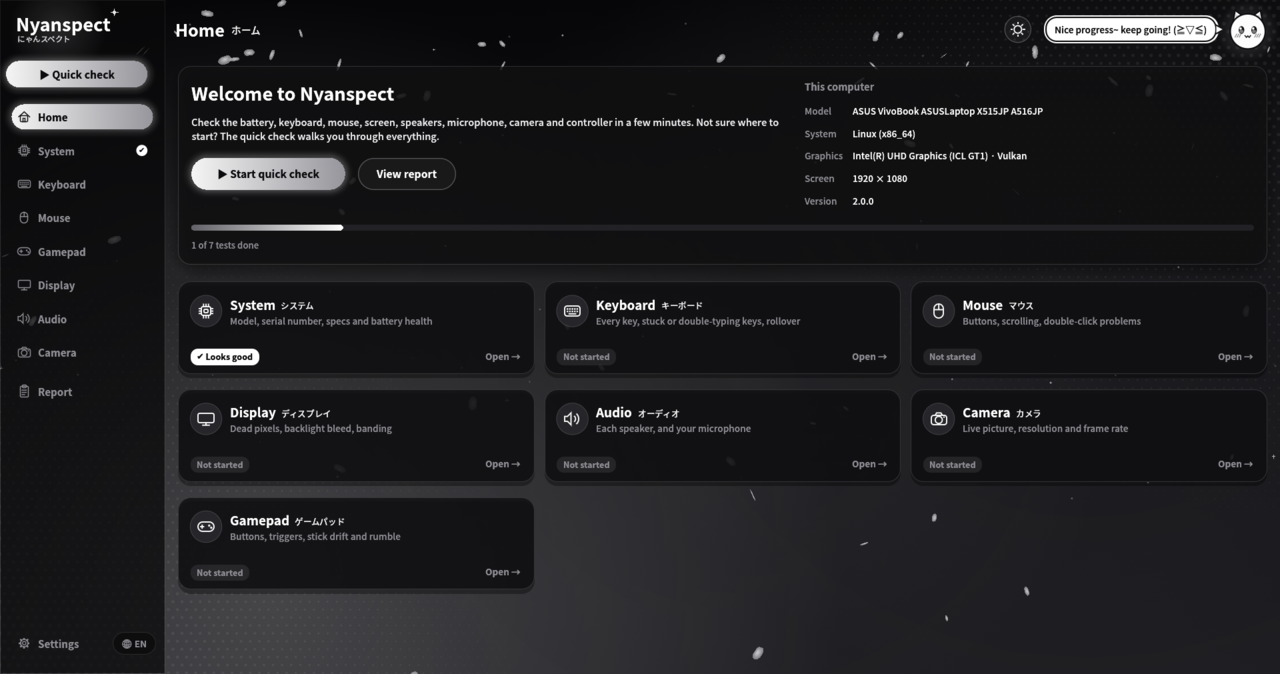 Nyanspect
にゃんスペクト
▶ Quick check
Home
System
Keyboard
Mouse
Gamepad
Display
Audio
Camera
Report
Settings
EN
Home ホーム
Nice progress~ keep going! (≧▽≦)
Welcome to Nyanspect
Check the battery, keyboard, mouse, screen, speakers, microphone, camera and controller in a few minutes. Not sure where to
start? The quick check walks you through everything.
▶ Start quick check
View report
This computer
Model ASUS VivoBook ASUSLaptop X515JP A516JP
System Linux (x86_64)
Graphics Intel(R) UHD Graphics (ICL GT1) · Vulkan
Screen 1920 × 1080
Version 2.0.0
1 of 7 tests done
System システム
Model, serial number, specs and battery health
✔ Looks good
Open →
Keyboard キーボード
Every key, stuck or double-typing keys, rollover
Not started
Open →
Mouse マウス
Buttons, scrolling, double-click problems
Not started
Open →
Display ディスプレイ
Dead pixels, backlight bleed, banding
Not started
Open →
Audio オーディオ
Each speaker, and your microphone
Not started
Open →
Camera カメラ
Live picture, resolution and frame rate
Not started
Open →
Gamepad ゲームパッド
Buttons, triggers, stick drift and rumble
Not started
Open →